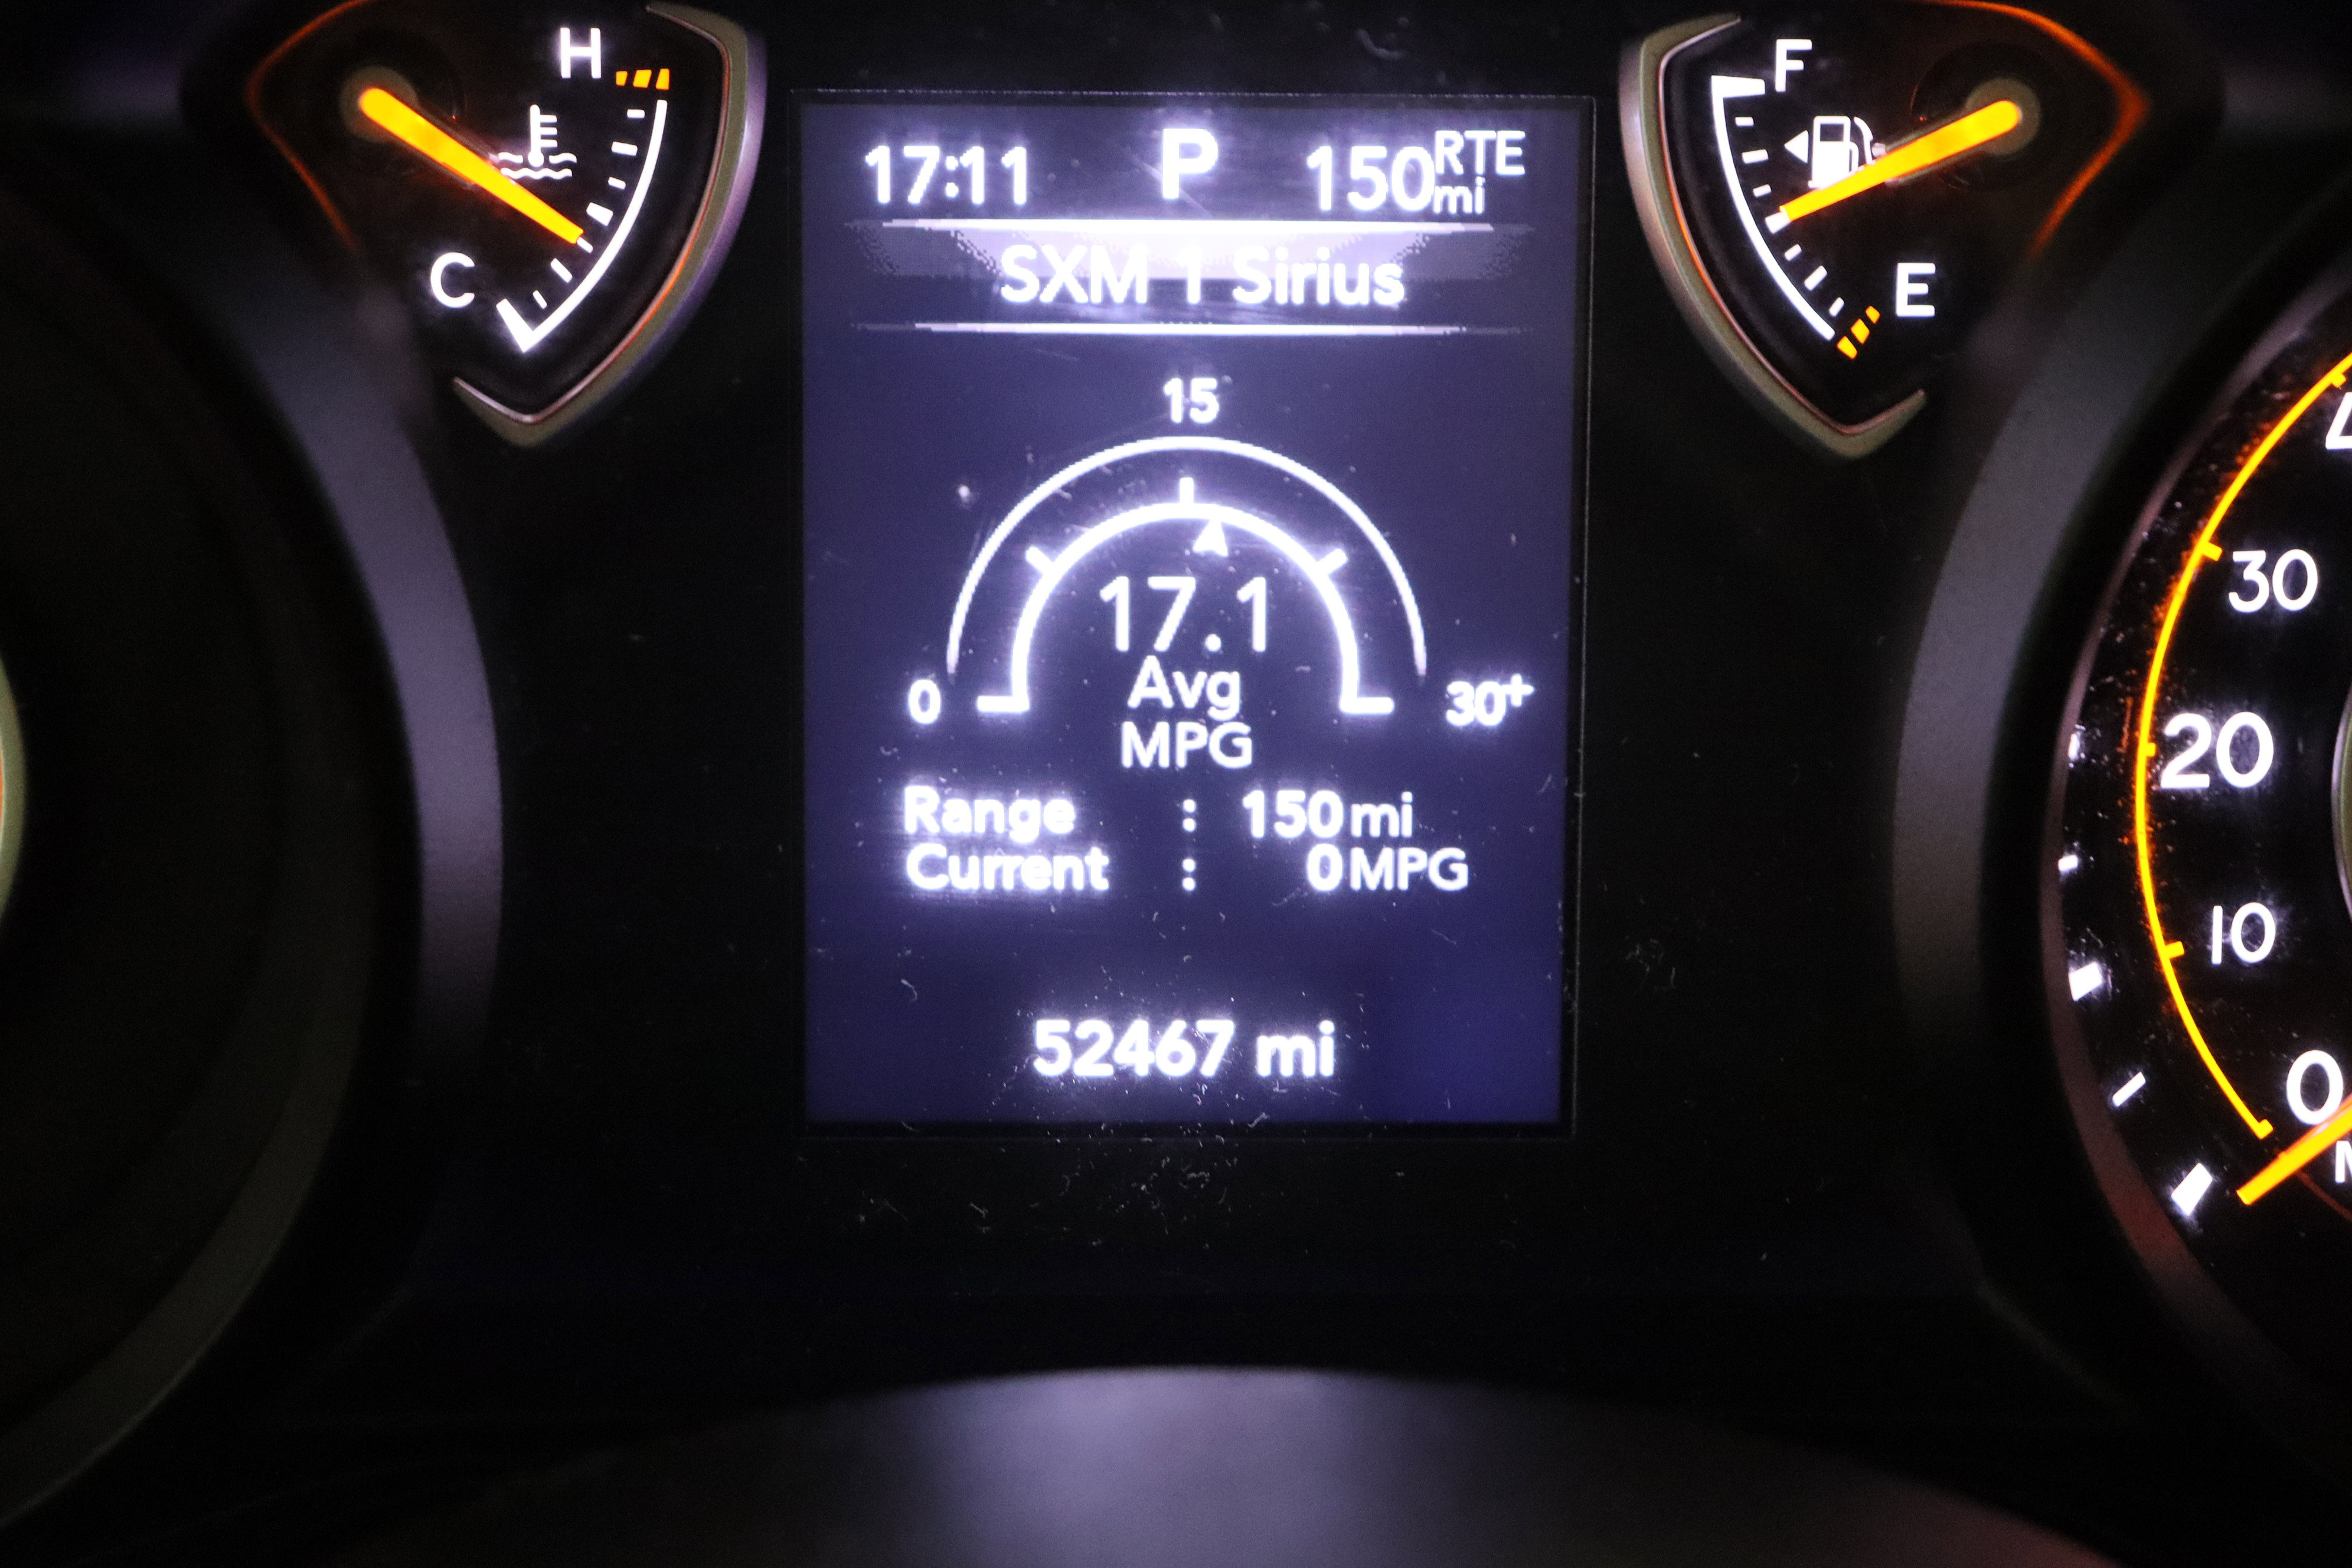 H
C
F
E
17:11 P 150 RTE mi
SXM 1 Sirius
15
17.1
Avg
MPG
0 30+
Range : 150 mi
Current : 0 MPG
52467 mi
30
20
10
0